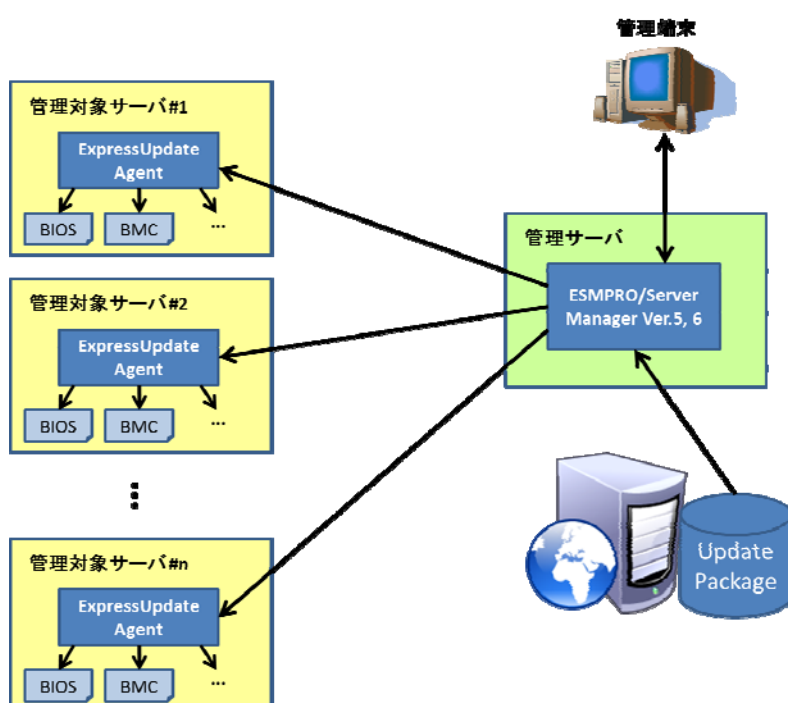 管理端末
管理対象サーバ#1
ExpressUpdate
Agent
BIOS
BMC
...
管理サーバ
ESMPRO/Server
Manager Ver.5, 6
管理対象サーバ#2
ExpressUpdate
Agent
BIOS
BMC
...
管理対象サーバ#n
ExpressUpdate
Agent
BIOS
BMC
...
Update
Package